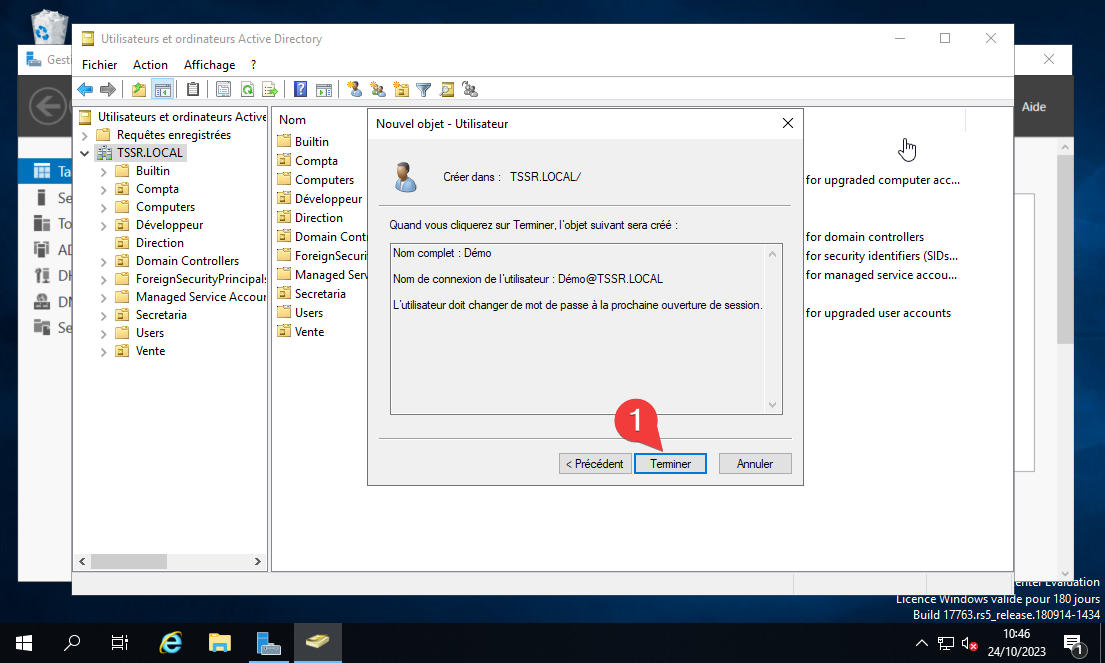 Utilisateurs et ordinateurs Active Directory
Gesti
Fichier Action Affichage ?
Aide
Utilisateurs et ordinateurs Active
Requêtes enregistrées
TSSR.LOCAL
Builtin
Compta
Computers
Développeur
Direction
Domain Controllers
ForeignSecurityPrincipals
Managed Service Accour
Secretaria
Users
Vente
Ta
Se
To
AD
DH
DN
Se
Nom
Builtin
Compta
Computers
Développeur
Direction
Domain Cont
ForeignSecuri
Managed Serv
Secretaria
Users
Vente
for upgraded computer acc...
for domain controllers
for security identifiers (SIDs...
for managed service accou...
for upgraded user accounts
Nouvel objet - Utilisateur
Créer dans : TSSR.LOCAL/
Quand vous cliquerez sur Terminer, l'objet suivant sera créé :
Nom complet : Démo
Nom de connexion de l'utilisateur : Démo@TSSR.LOCAL
L'utilisateur doit changer de mot de passe à la prochaine ouverture de session.
1
< Précédent Terminer Annuler
enter Evaluation
Licence Windows valide pour 180 jours
Build 17763.rs5_release.180914-1434
10:46
24/10/2023
1